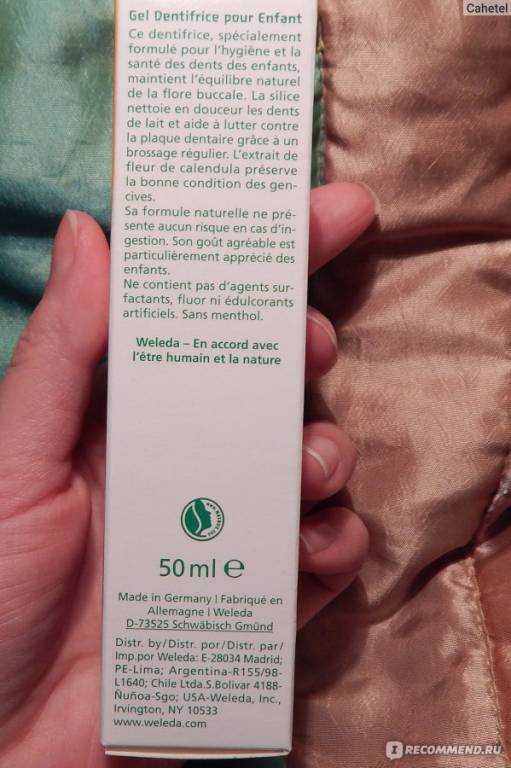 Cahetel
Gel Dentifrice pour Enfant
Ce dentifrice, spécialement
formulé pour l'hygiène et la
santé des dents des enfants,
maintient l'équilibre naturel
de la flore buccale. La silice
nettoie en douceur les dents
de lait et aide à lutter contre
la plaque dentaire grâce à un
brossage régulier. L'extrait de
fleur de calendula préserve
la bonne condition des gen-
cives.
Sa formule naturelle ne pré-
sente aucun risque en cas d'in-
gestion. Son goût agréable est
particulièrement apprécié des
enfants.
Ne contient pas d'agents sur-
factants, fluor ni édulcorants
artificiels. Sans menthol.
Weleda – En accord avec
l'être humain et la nature
50 ml e
Made in Germany | Fabriqué en
Allemagne | Weleda
D-73525 Schwäbisch Gmünd
Distr. by/Distr. por/Distr. par/
Imp.por Weleda: E-28034 Madrid;
PE-Lima; Argentina-R155/98-
L1640; Chile Ltda.S.Bolivar 4188-
Ñuñoa-Sgo; USA-Weleda, Inc.,
Irvington, NY 10533
www.weleda.com
I RECOMMEND.RU